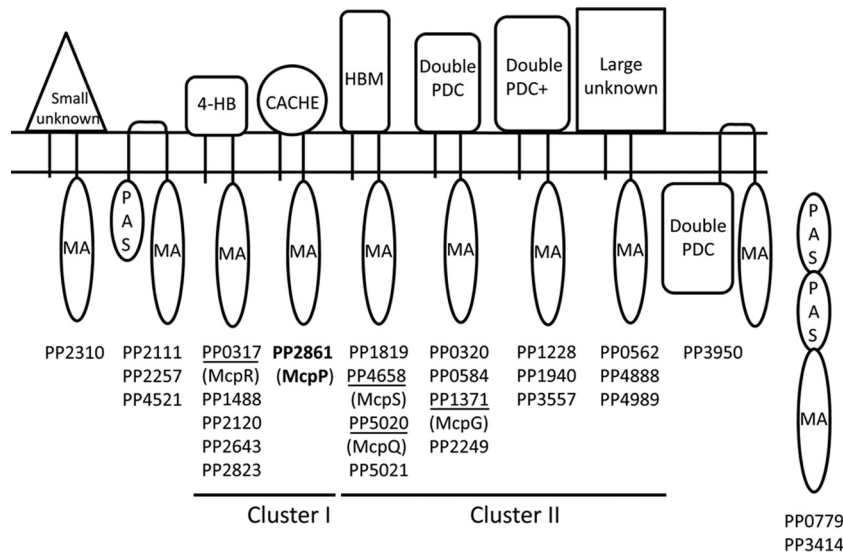 Small
unknown
4-HB
CACHE
HBM
Double
PDC
Double
PDC+
Large
unknown
MA
P
A
S
MA
MA
MA
MA
MA
MA
MA
Double
PDC
MA
P
A
S
P
A
S
MA
PP2310
PP2111
PP2257
PP4521
PP0317
(McpR)
PP1488
PP2120
PP2643
PP2823
PP2861
(McpP)
PP1819
PP4658
(McpS)
PP5020
(McpQ)
PP5021
PP0320
PP0584
PP1371
(McpG)
PP2249
PP1228
PP1940
PP3557
PP0562
PP4888
PP4989
PP3950
PP0779
PP3414
Cluster I
Cluster II